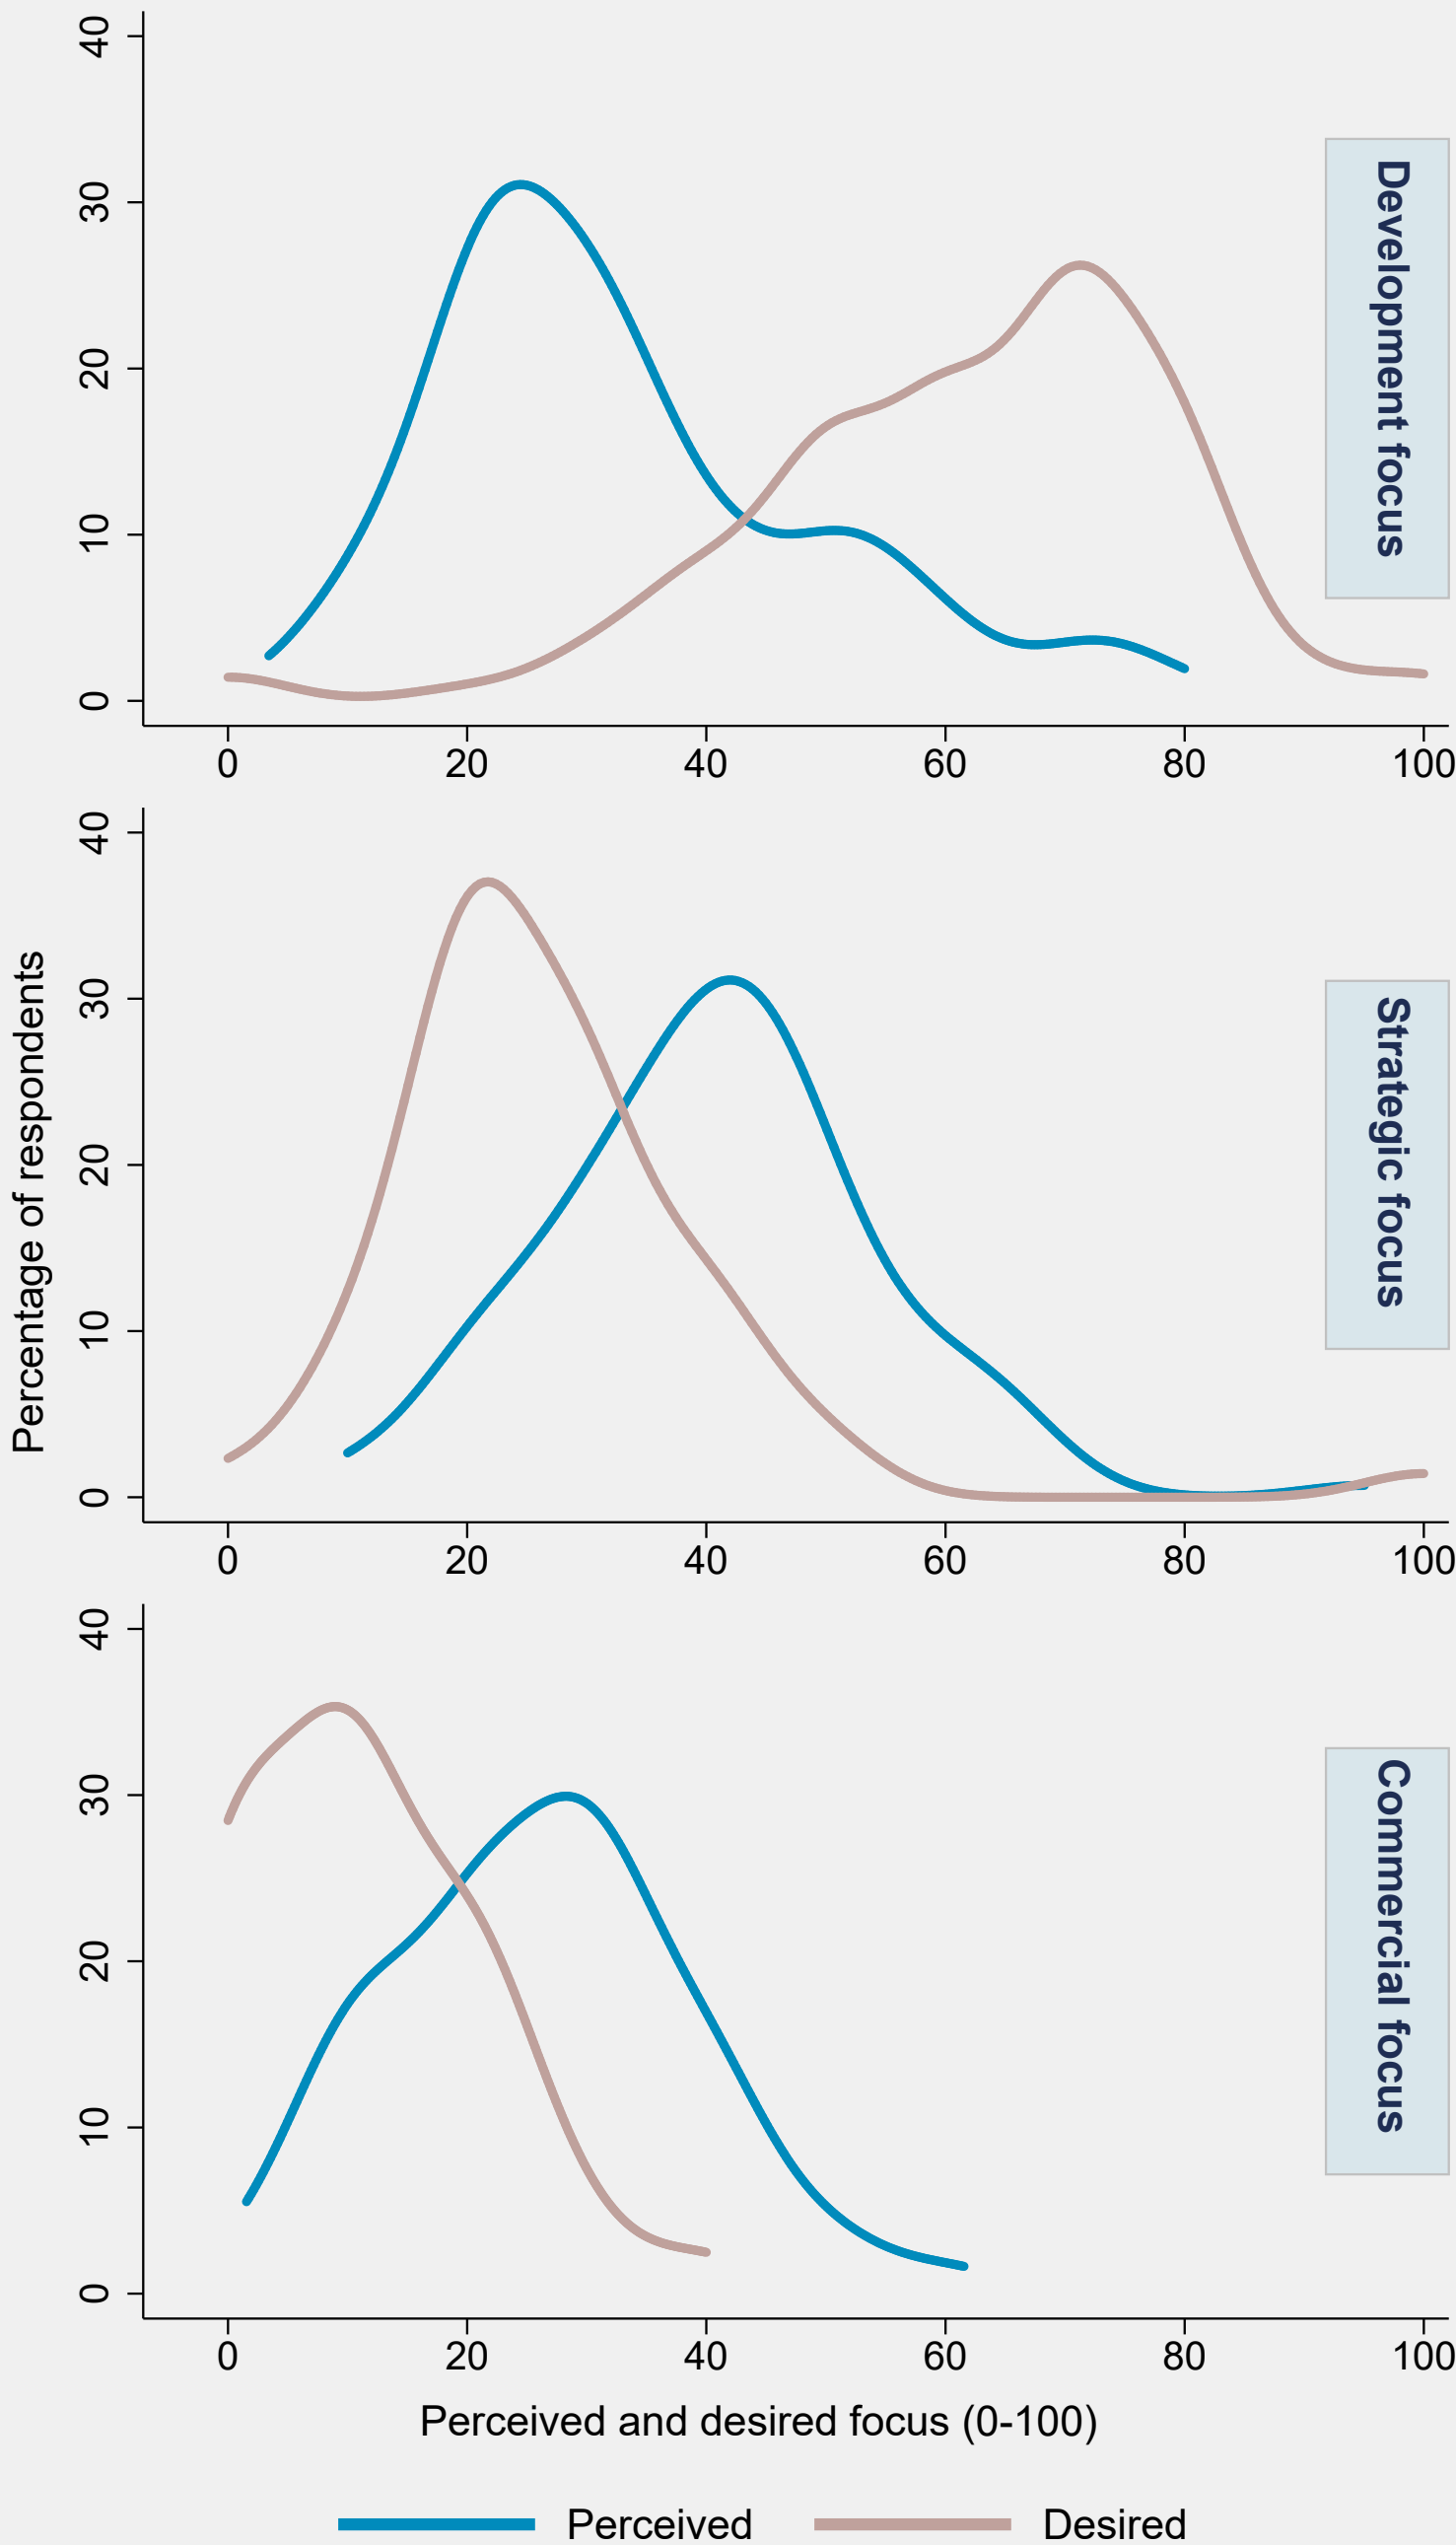 40
30
20
10
0
0 20 40 60 80 100
Development focus
Percentage of respondents
40
30
20
10
0
0 20 40 60 80 100
Strategic focus
40
30
20
10
0
0 20 40 60 80 100
Commercial focus
Perceived and desired focus (0-100)
Perceived Desired